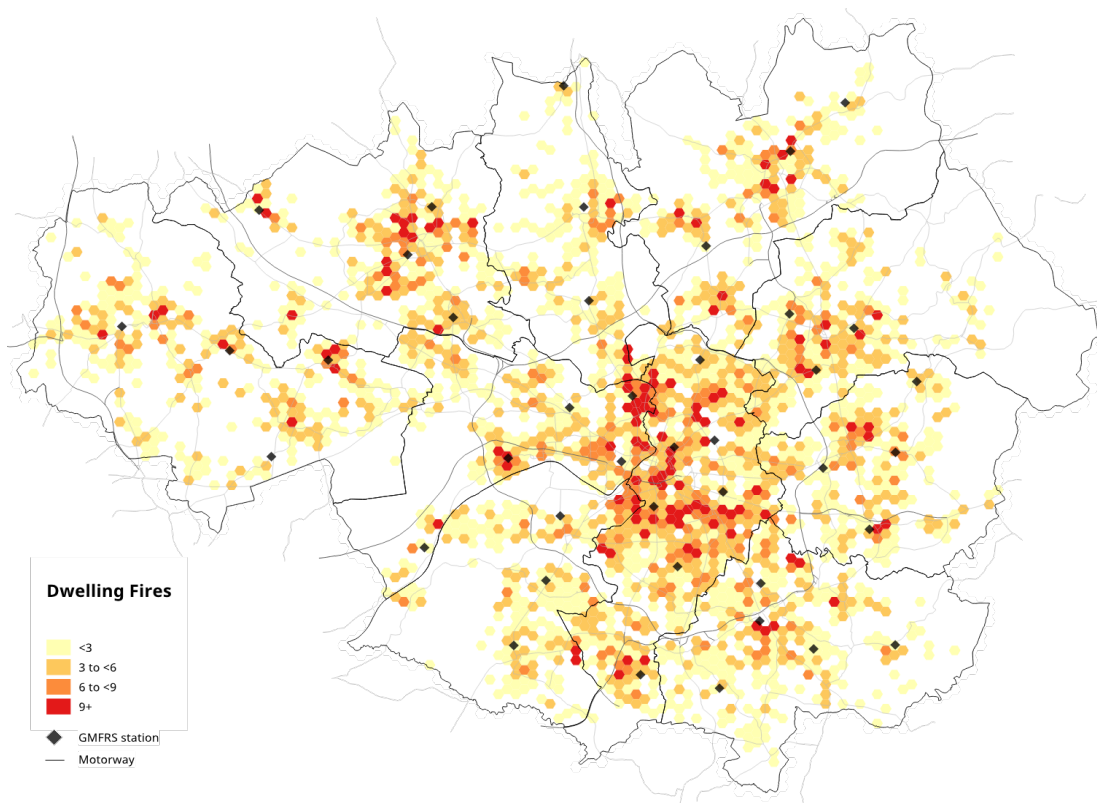 Dwelling Fires
<3
3 to <6
6 to <9
9+
GMFRS station
Motorway